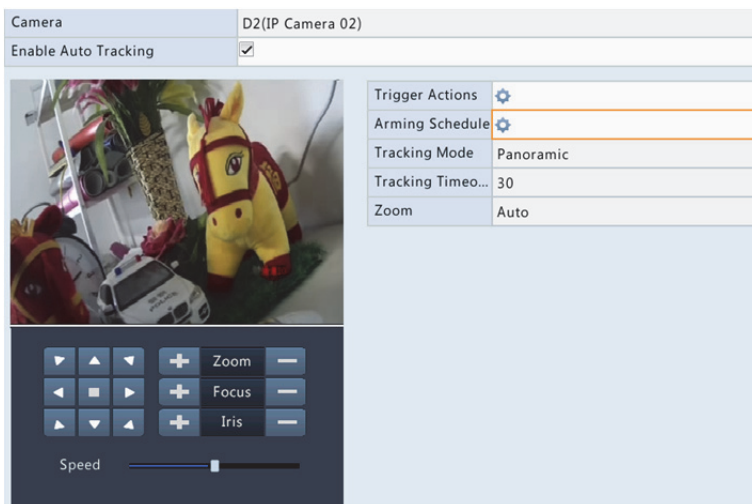 Camera D2(IP Camera 02)
Enable Auto Tracking
Trigger Actions
Arming Schedule
Tracking Mode Panoramic
Tracking Timeo... 30
Zoom Auto
POLICE
Zoom
Focus
Iris
Speed